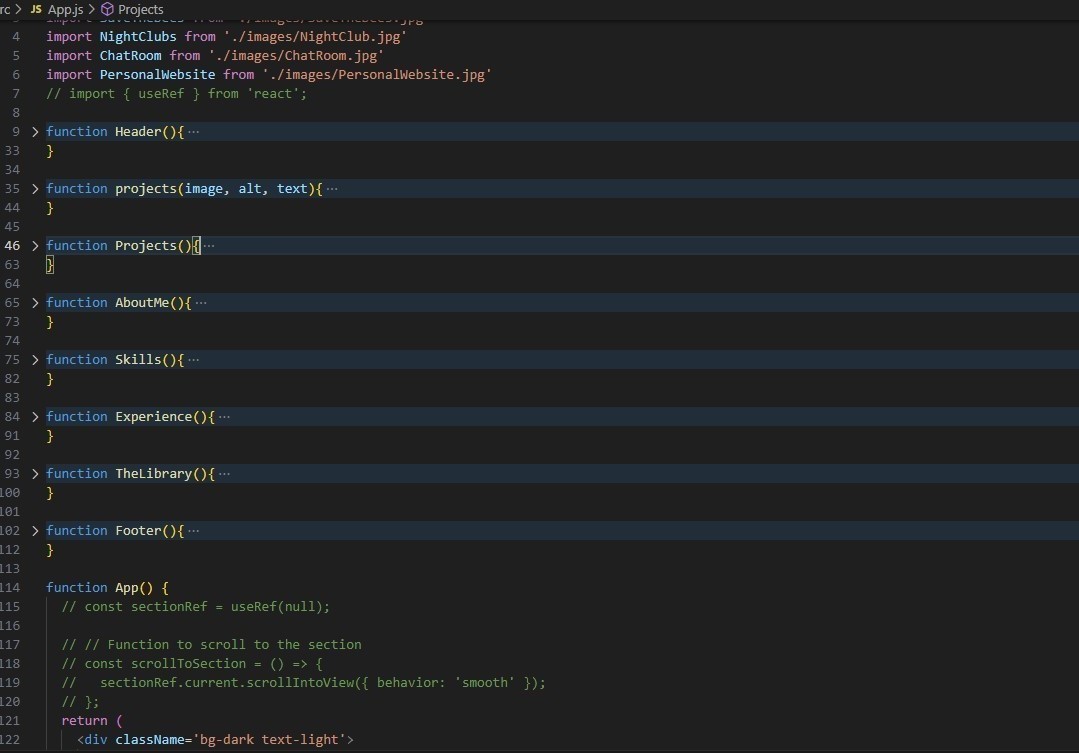 rc > JS App.js > Projects
4 import NightClubs from './images/NightClub.jpg'
5 import ChatRoom from './images/ChatRoom.jpg'
6 import PersonalWebsite from './images/PersonalWebsite.jpg'
7 // import { useRef } from 'react';
8
9 > function Header(){ ···
33 }
34
35 > function projects(image, alt, text){ ···
44 }
45
46 > function Projects(){ ···
63 }
64
65 > function AboutMe(){ ···
73 }
74
75 > function Skills(){ ···
82 }
83
84 > function Experience(){ ···
91 }
92
93 > function TheLibrary(){ ···
100 }
101
102 > function Footer(){ ···
112 }
113
114 function App() {
115 // const sectionRef = useRef(null);
116
117 // // Function to scroll to the section
118 // const scrollToSection = () => {
119 //   sectionRef.current.scrollIntoView({ behavior: 'smooth' });
120 // };
121 return (
122 <div className='bg-dark text-light'>